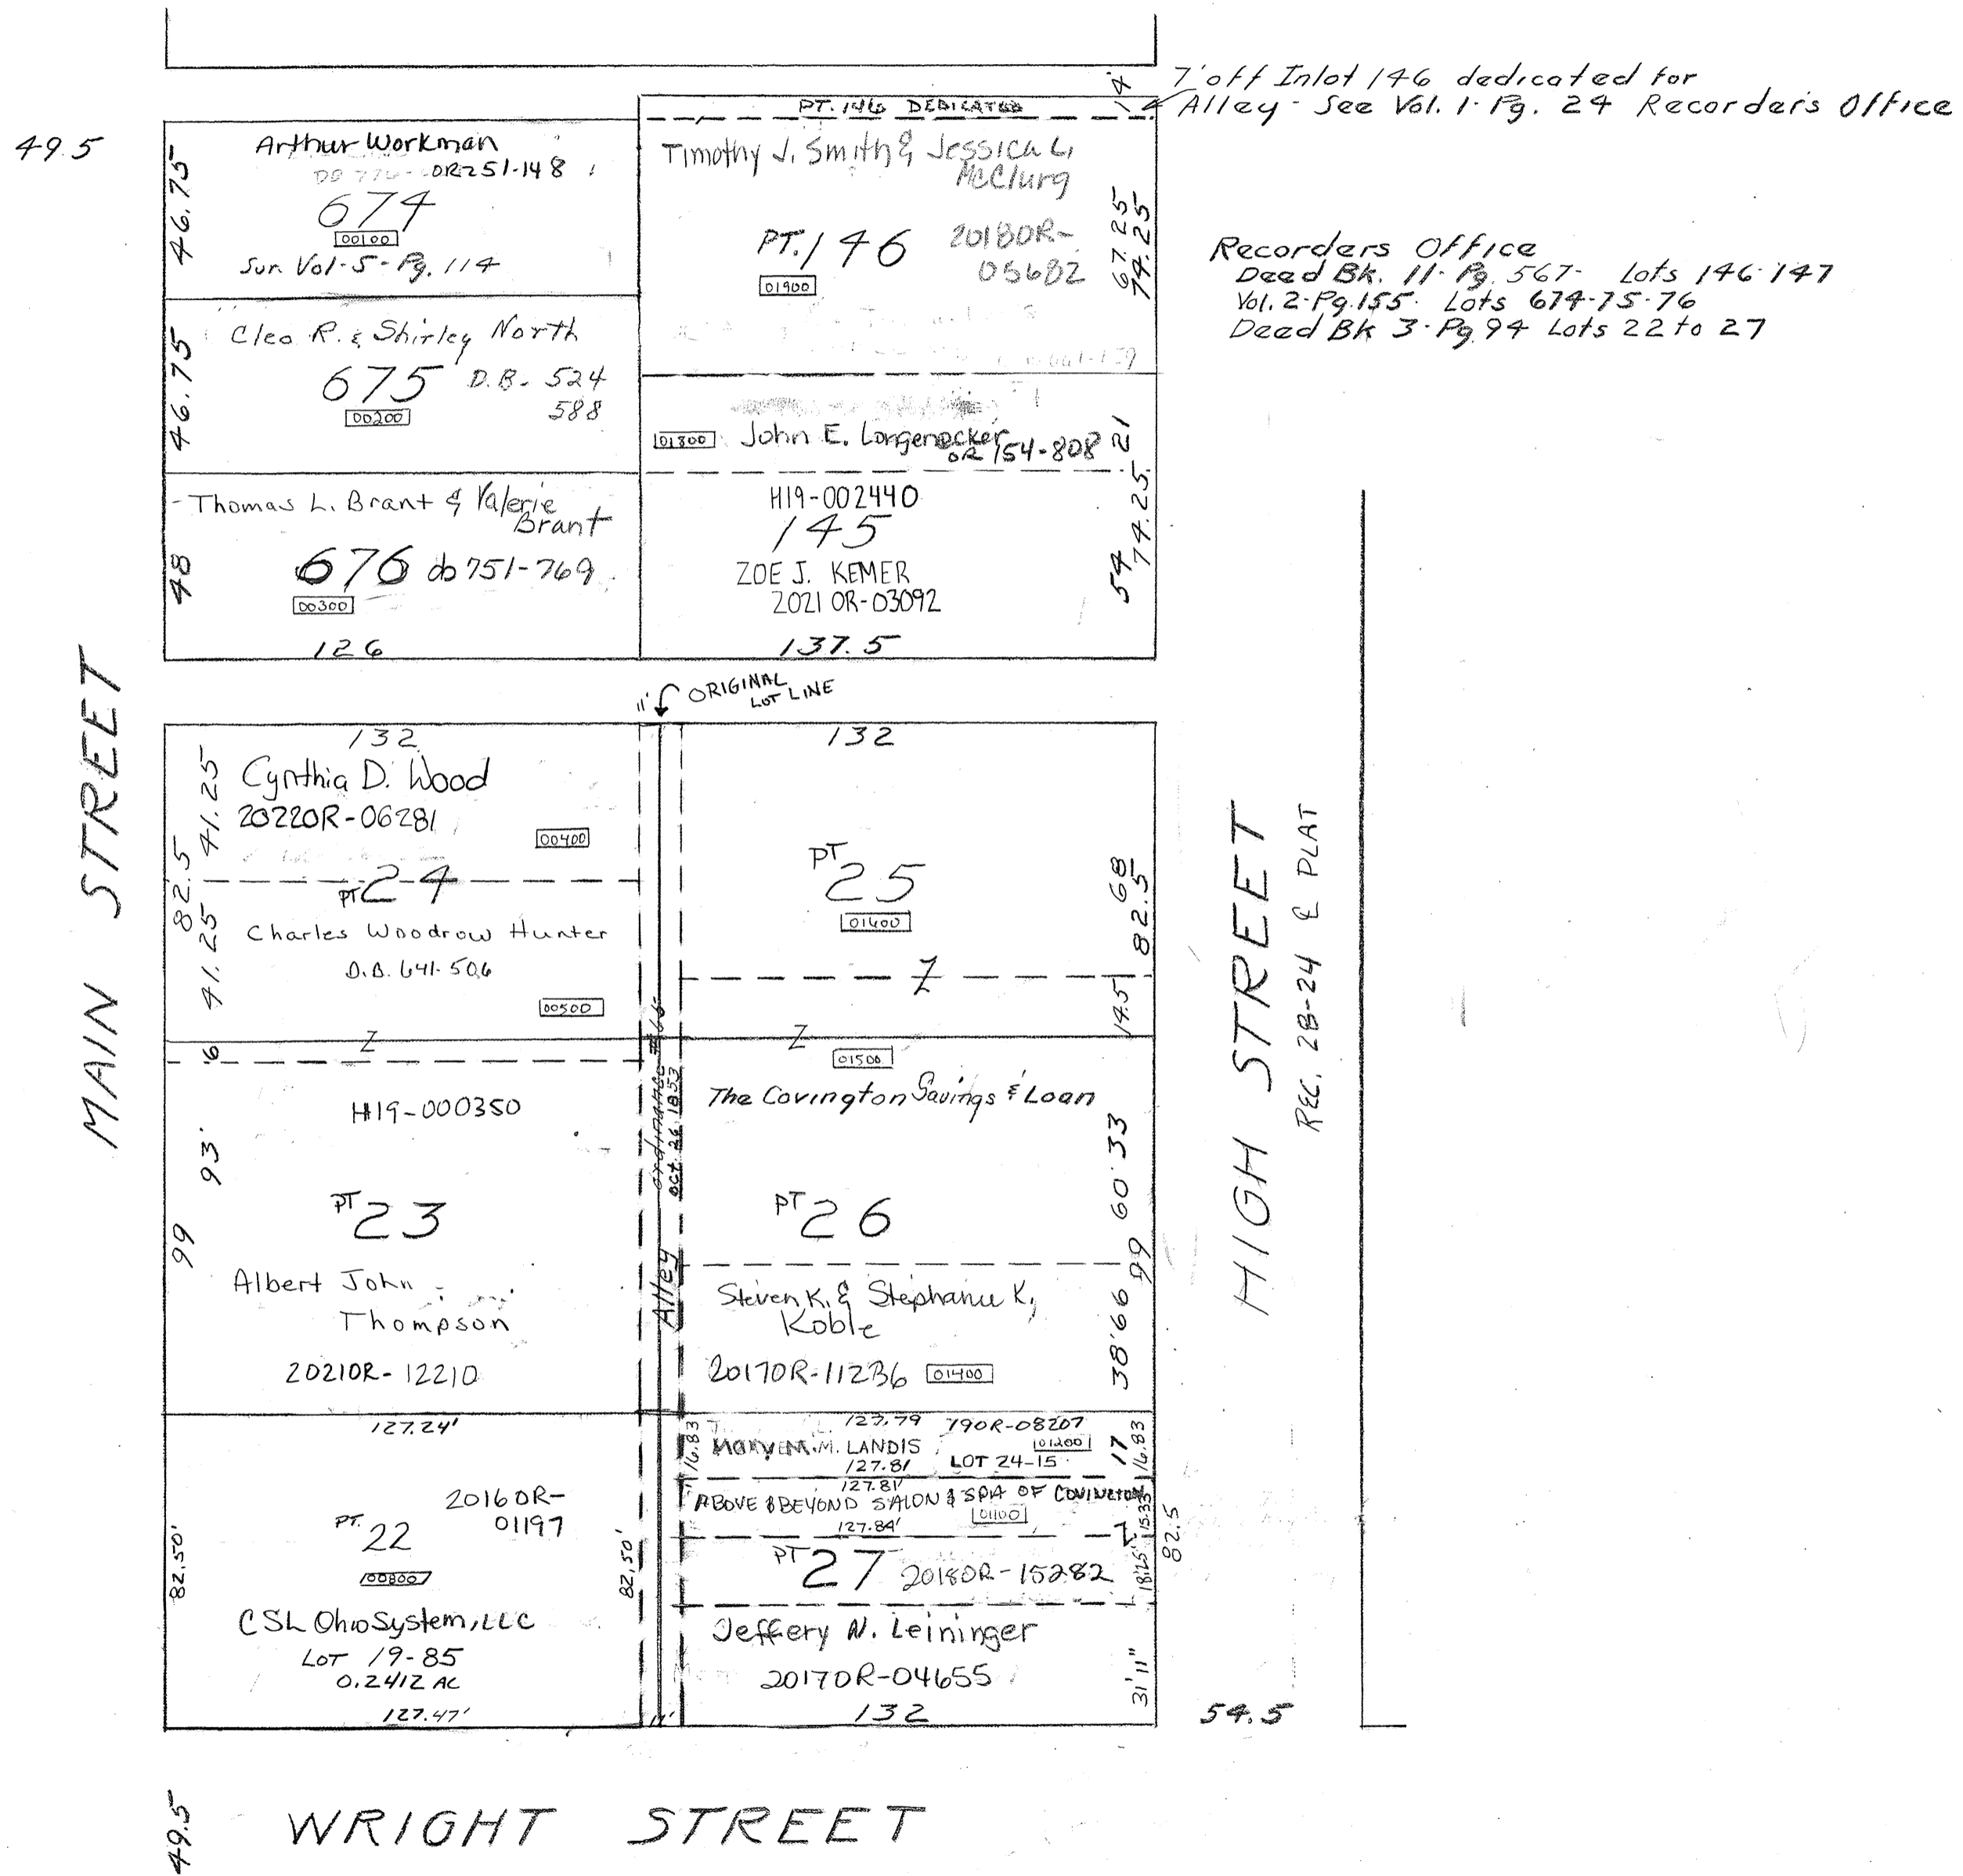 7' off Inlot 146 dedicated for
Alley - See Vol. 1 - Pg. 24 Recorders Office
PT. 146 DEDICATED
14'
49.5
Arthur Workman
OR251-148
674
00100
Sur. Vol-5-Pg. 114
46.75
Timothy J. Smith & Jessica L.
McClurg
PT. 146
2018OR-
05682
01900
67.25
74.25
Recorders Office
Deed Bk. 11- Pg. 567- Lots 146-147
Vol. 2-Pg.155. Lots 674-75-76
Deed Bk 3-Pg 94 Lots 22 to 27
Cleo R. & Shirley North
675 D.B. 524
588
00200
46.75
01800 John E. Longenecker
OR 154-808
21
Thomas L. Brant & Valerie
Brant
676 db 751-769
00300
48
126
H19-002440
145
ZOE J. KEMER
2021 OR-03092
54
74.25
137.5
11'
ORIGINAL
LOT LINE
MAIN STREET
132
Cynthia D. Wood
2022OR-06281
00400
41.25
82.5
PT 24
Charles Woodrow Hunter
D.B. 641-506
00500
41.25
132
PT 25
01600
68
82.5
14.5
Z
HIGH STREET
REC. 2B-24 & PLAT
Z
6
H19-000350
93'
99
PT 23
Albert John
Thompson
2021OR-12210
ordinance #66
Oct. 26, 1853
Alley
Z
01500
The Covington Savings & Loan
60'33
PT 26
99
Steven K. & Stephanie K.
Koble
2017OR-11236 01400
38'66
127.24'
2016OR-
01197
PT. 22
00800
CSL Ohio System, LLC
LOT 19-85
0.2412 AC
127.47'
82.50'
82.50'
11'
16.83
127.79 790R-08207
M. LANDIS
01200
127.81 LOT 24-15
17
16.83
127.81'
ABOVE & BEYOND SALON & SPA OF COVINGTON
01100
127.84'
15.33
82.5
Z
PT 27 2018OR-15282
18.25'
Jeffery N. Leininger
2017OR-04655
31'11"
132
54.5
49.5
WRIGHT STREET